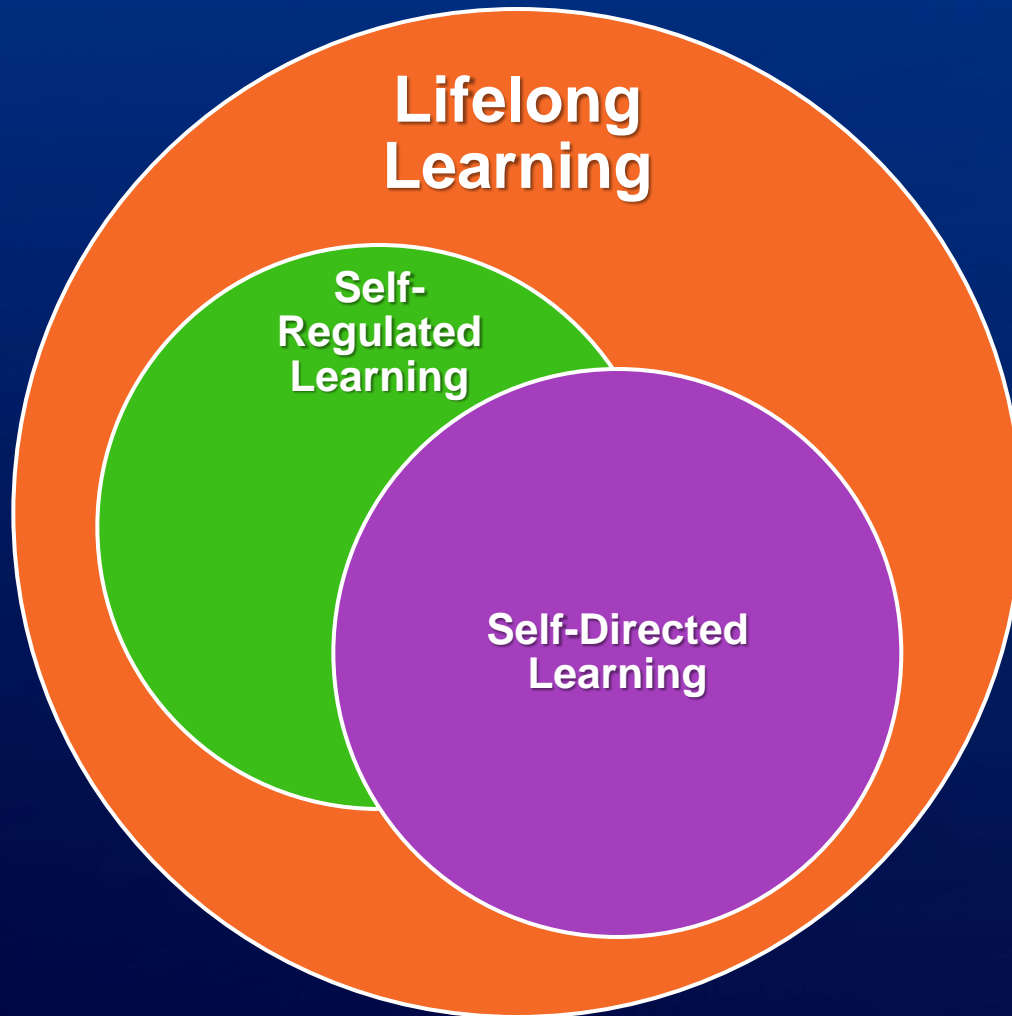 Lifelong
Learning
Self-
Regulated
Learning
Self-Directed
Learning